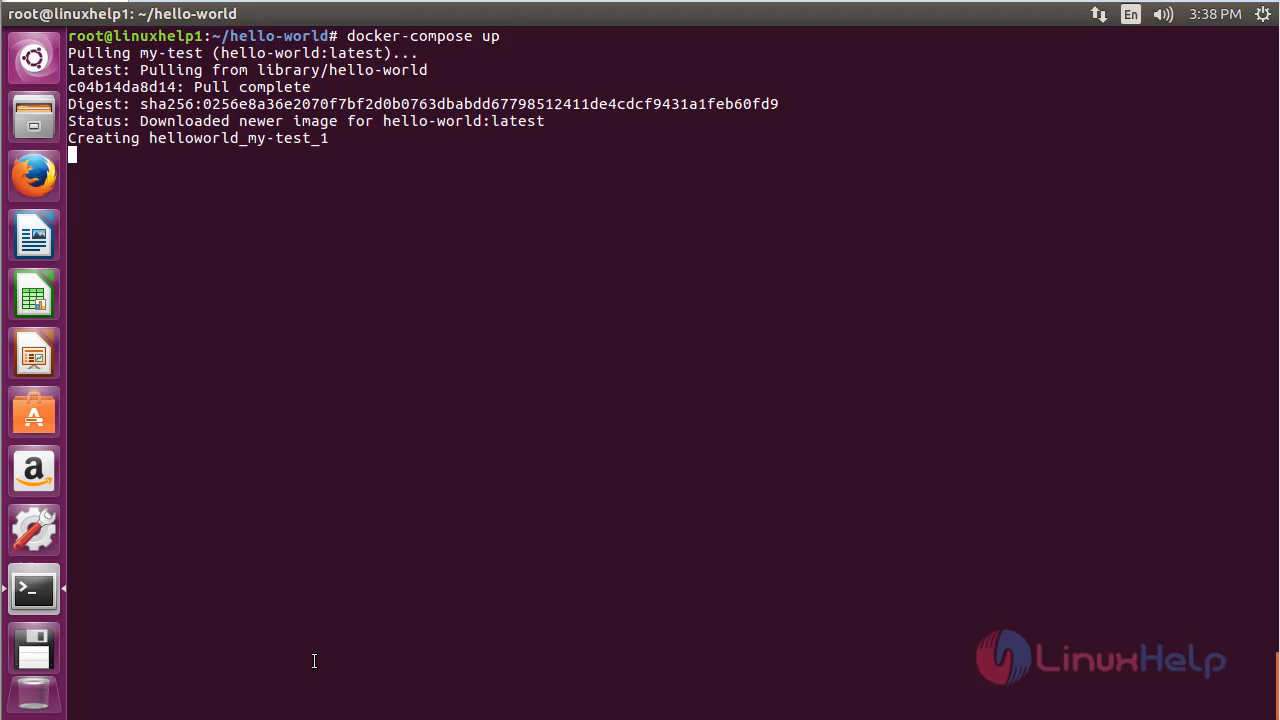 root@linuxhelp1: ~/hello-world
En
3:38 PM
root@linuxhelp1:~/hello-world# docker-compose up
Pulling my-test (hello-world:latest)...
latest: Pulling from library/hello-world
c04b14da8d14: Pull complete
Digest: sha256:0256e8a36e2070f7bf2d0b0763dbabdd67798512411de4cdcf9431a1feb60fd9
Status: Downloaded newer image for hello-world:latest
Creating helloworld_my-test_1
LinuxHelp